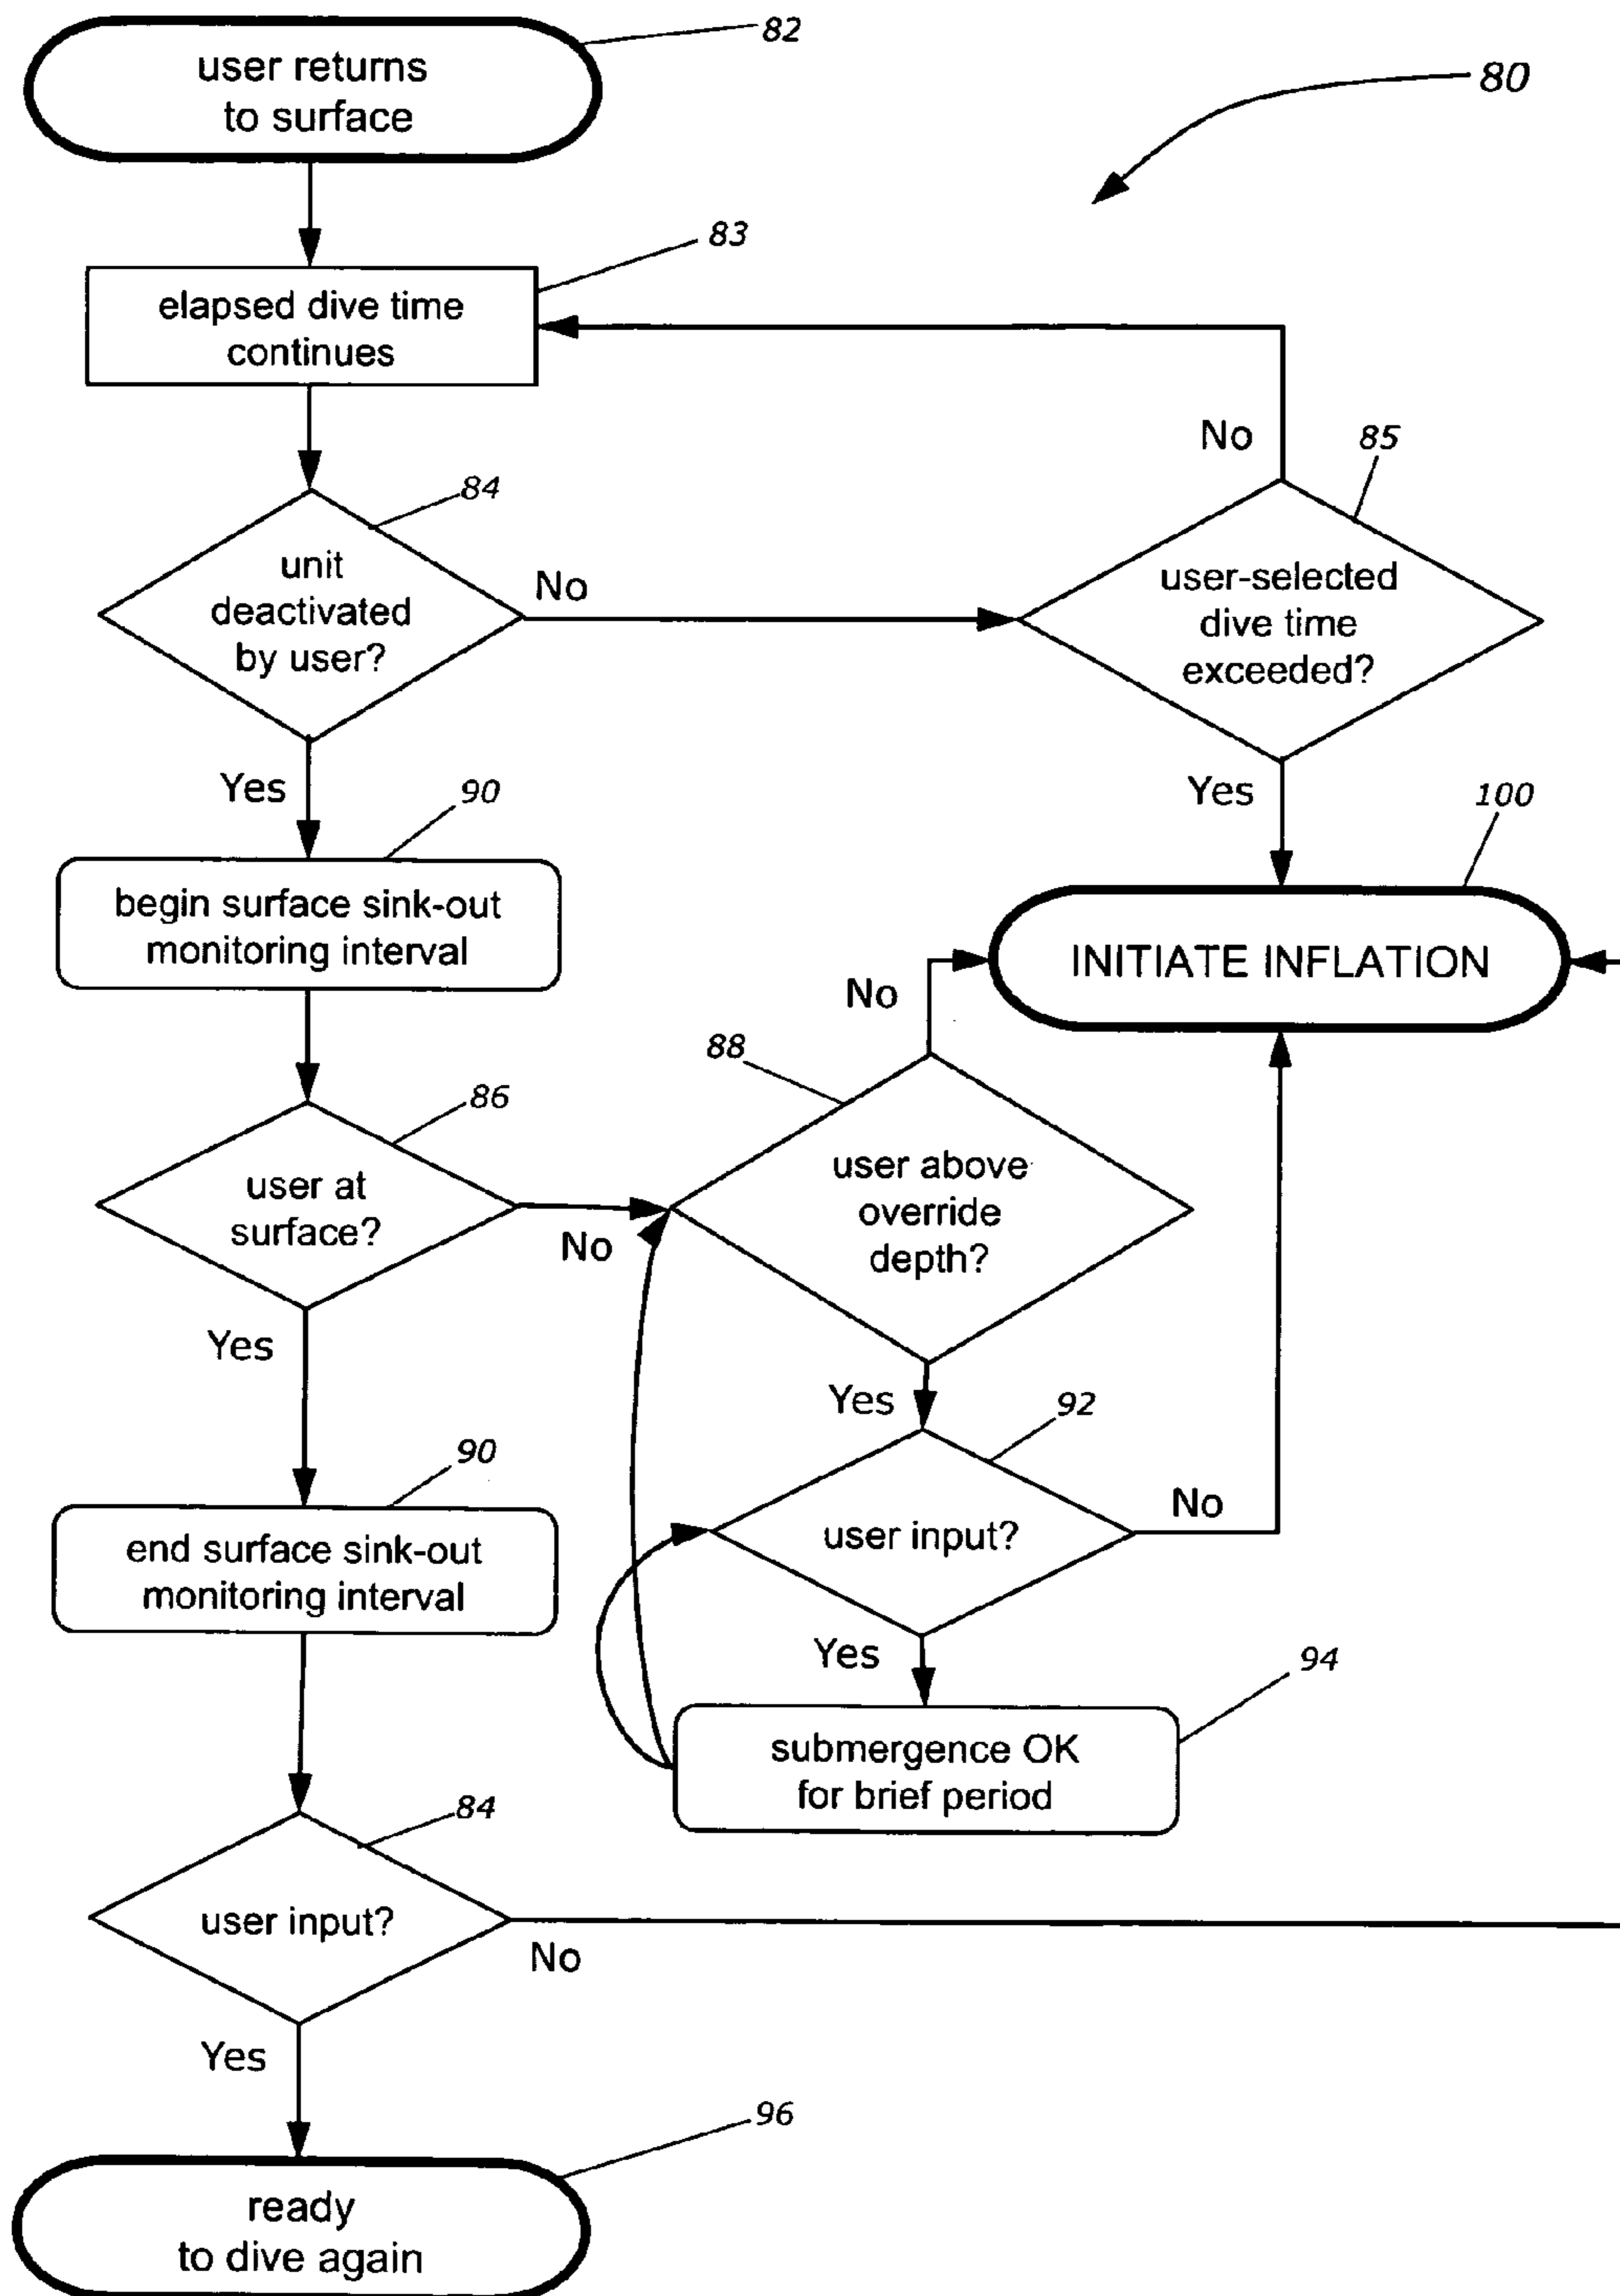 82
user returns
to surface
80
83
elapsed dive time
continues
No
85
84
unit
deactivated
by user?
No
user-selected
dive time
exceeded?
Yes
90
Yes
100
begin surface sink-out
monitoring interval
INITIATE INFLATION
No
88
86
user above
override
depth?
user at
surface?
No
Yes
Yes
92
90
No
user input?
end surface sink-out
monitoring interval
Yes
94
submergence OK
for brief period
84
user input?
No
Yes
96
ready
to dive again